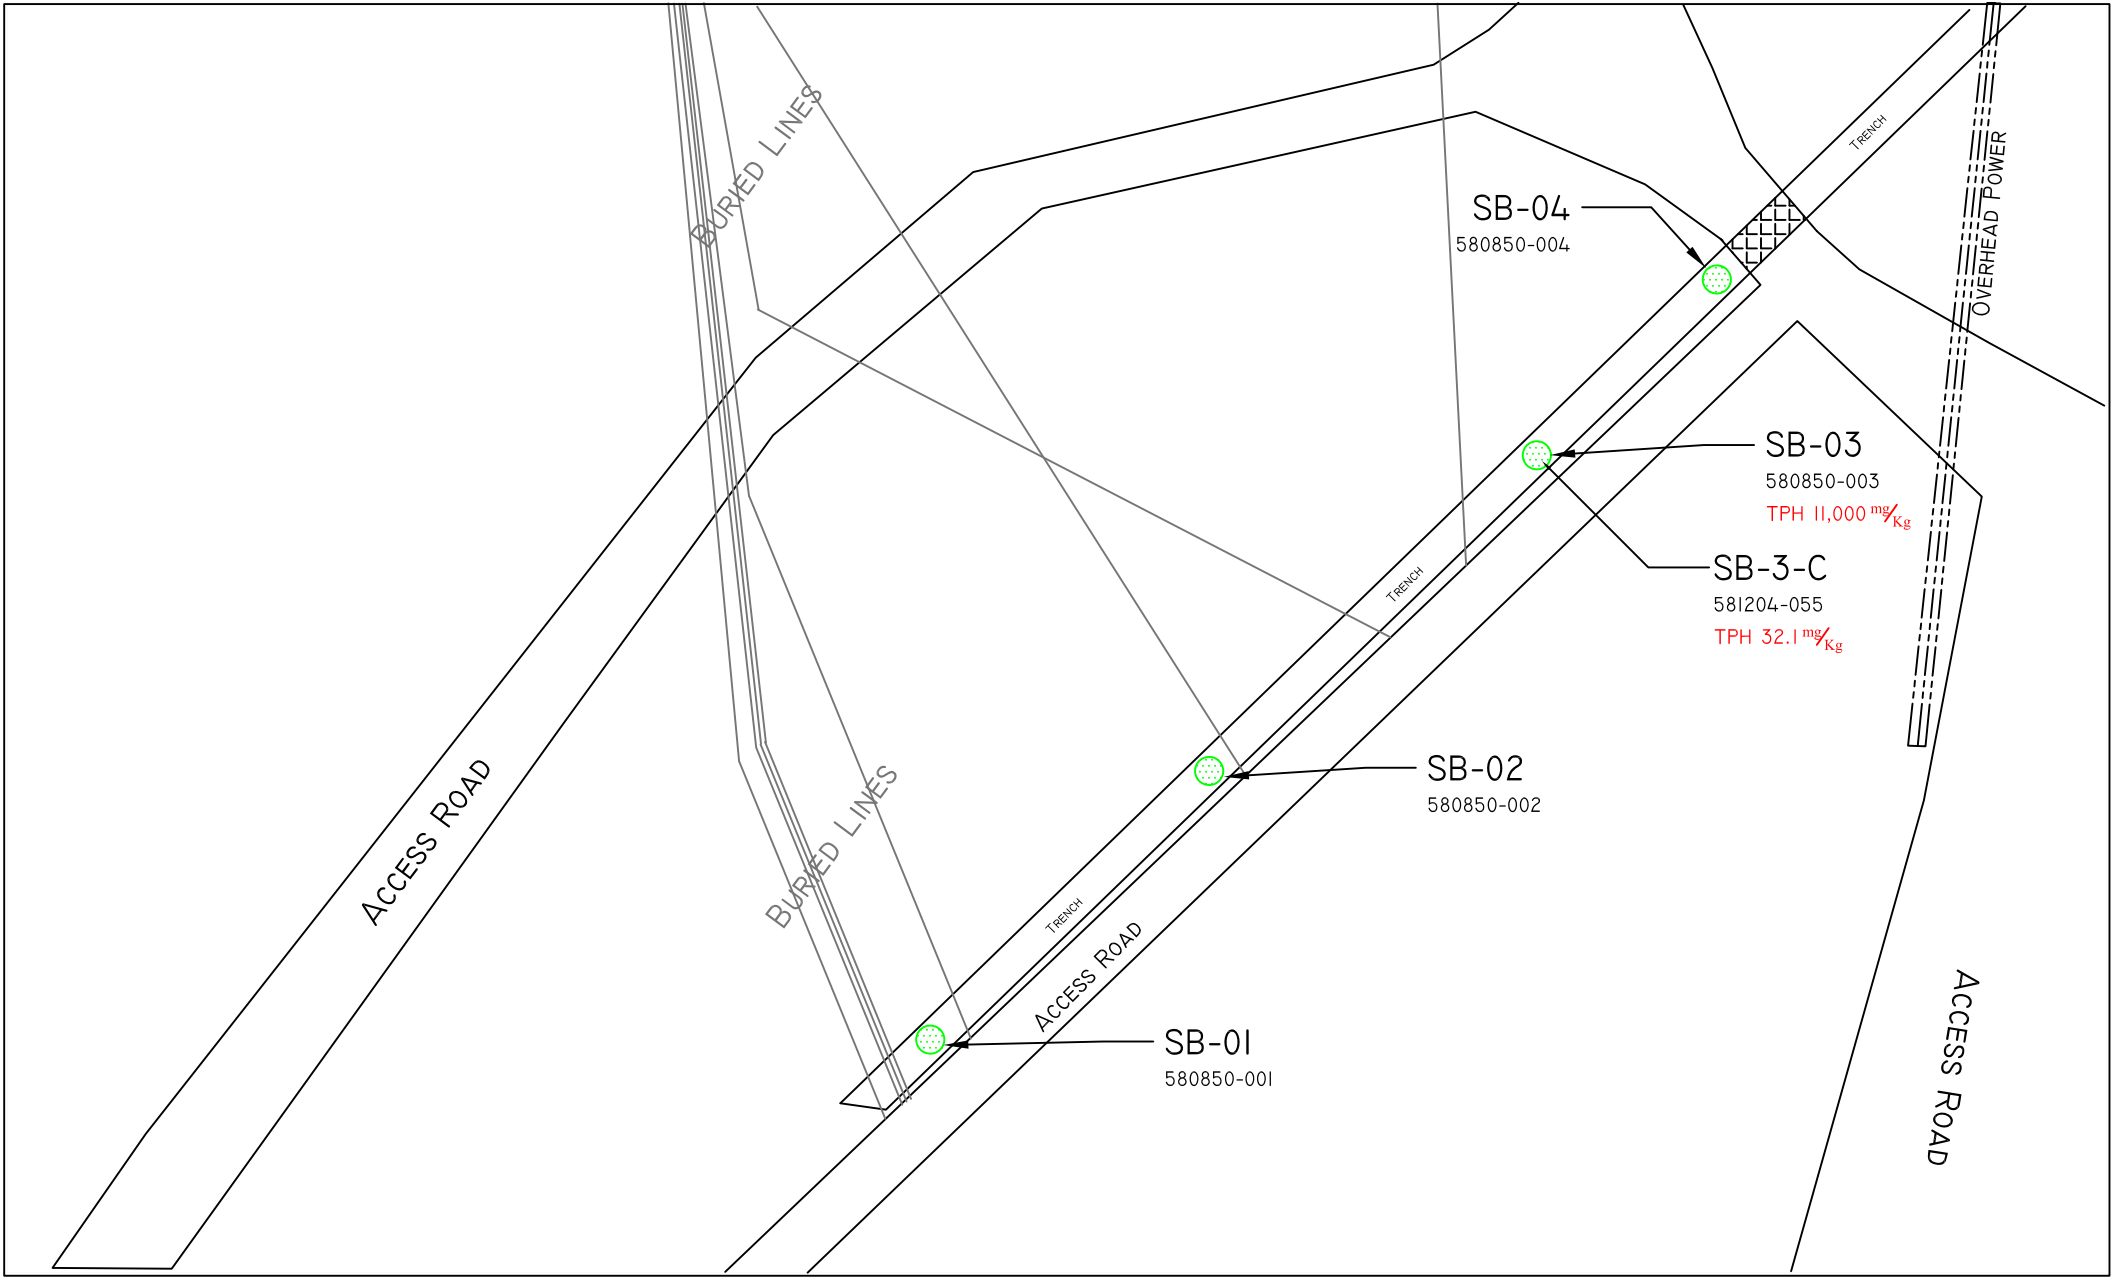 BURIED LINES
TRENCH
OVERHEAD POWER
SB-04
580850-004
SB-03
580850-003
TPH 11,000 mg/Kg
SB-3-C
581204-055
TPH 32.1 mg/Kg
TRENCH
SB-02
580850-002
ACCESS ROAD
BURIED LINES
TRENCH
ACCESS ROAD
SB-01
580850-001
ACCESS ROAD